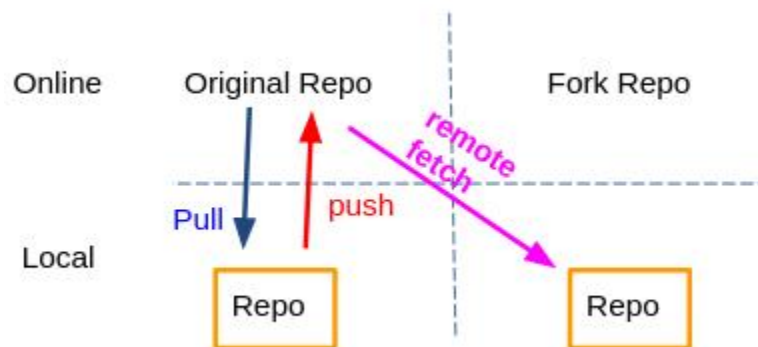 Online
Original Repo
Fork Repo
remote
fetch
Pull
push
Local
Repo
Repo